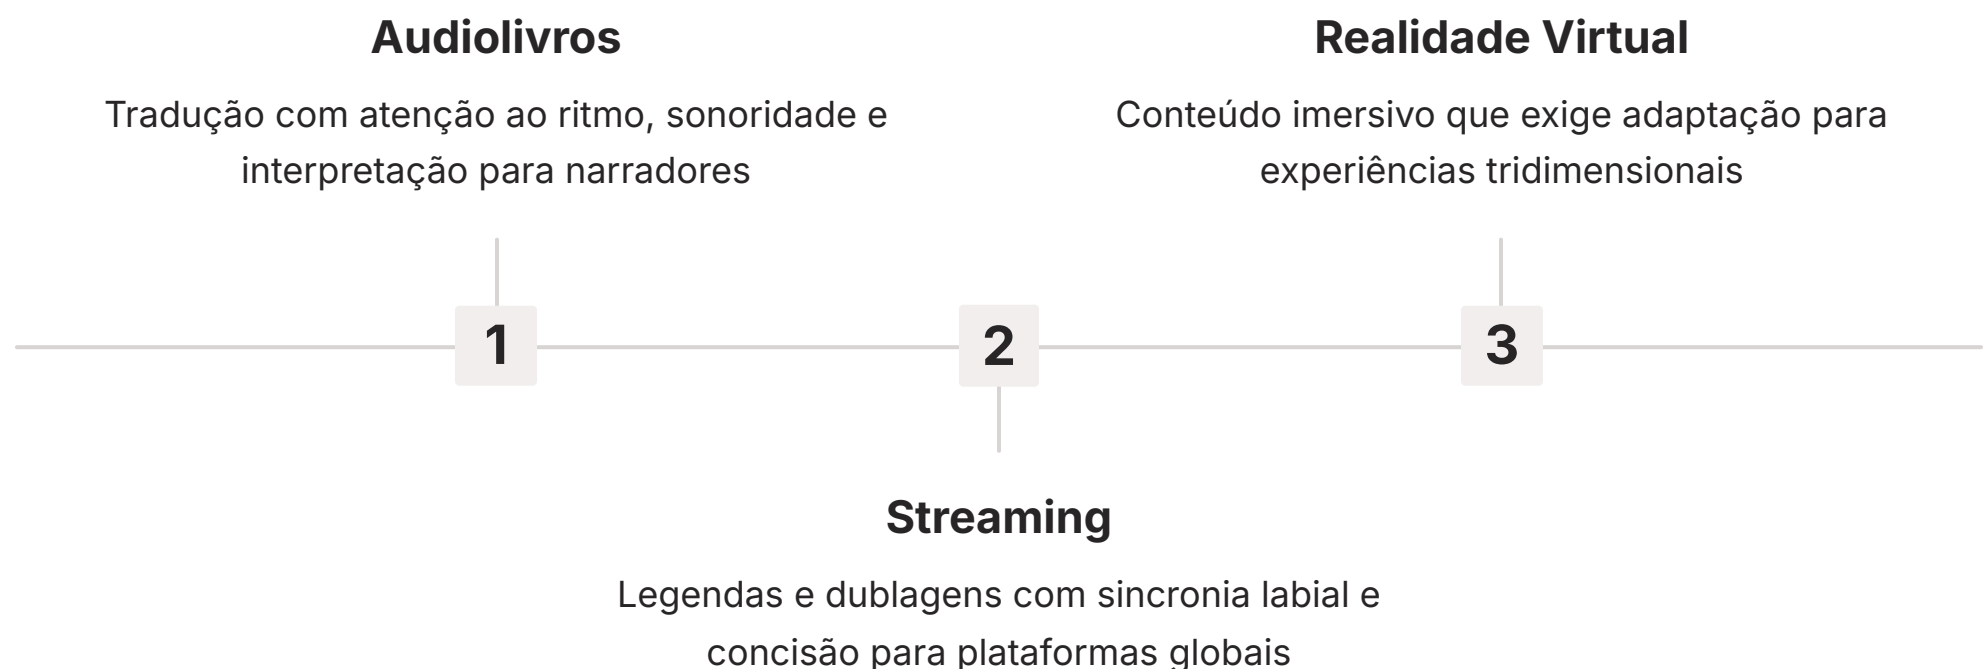 Audiolivros
Tradução com atenção ao ritmo, sonoridade e
interpretação para narradores
1
2
Streaming
Legendas e dublagens com sincronia labial e
concisão para plataformas globais
Realidade Virtual
Conteúdo imersivo que exige adaptação para
experiências tridimensionais
3